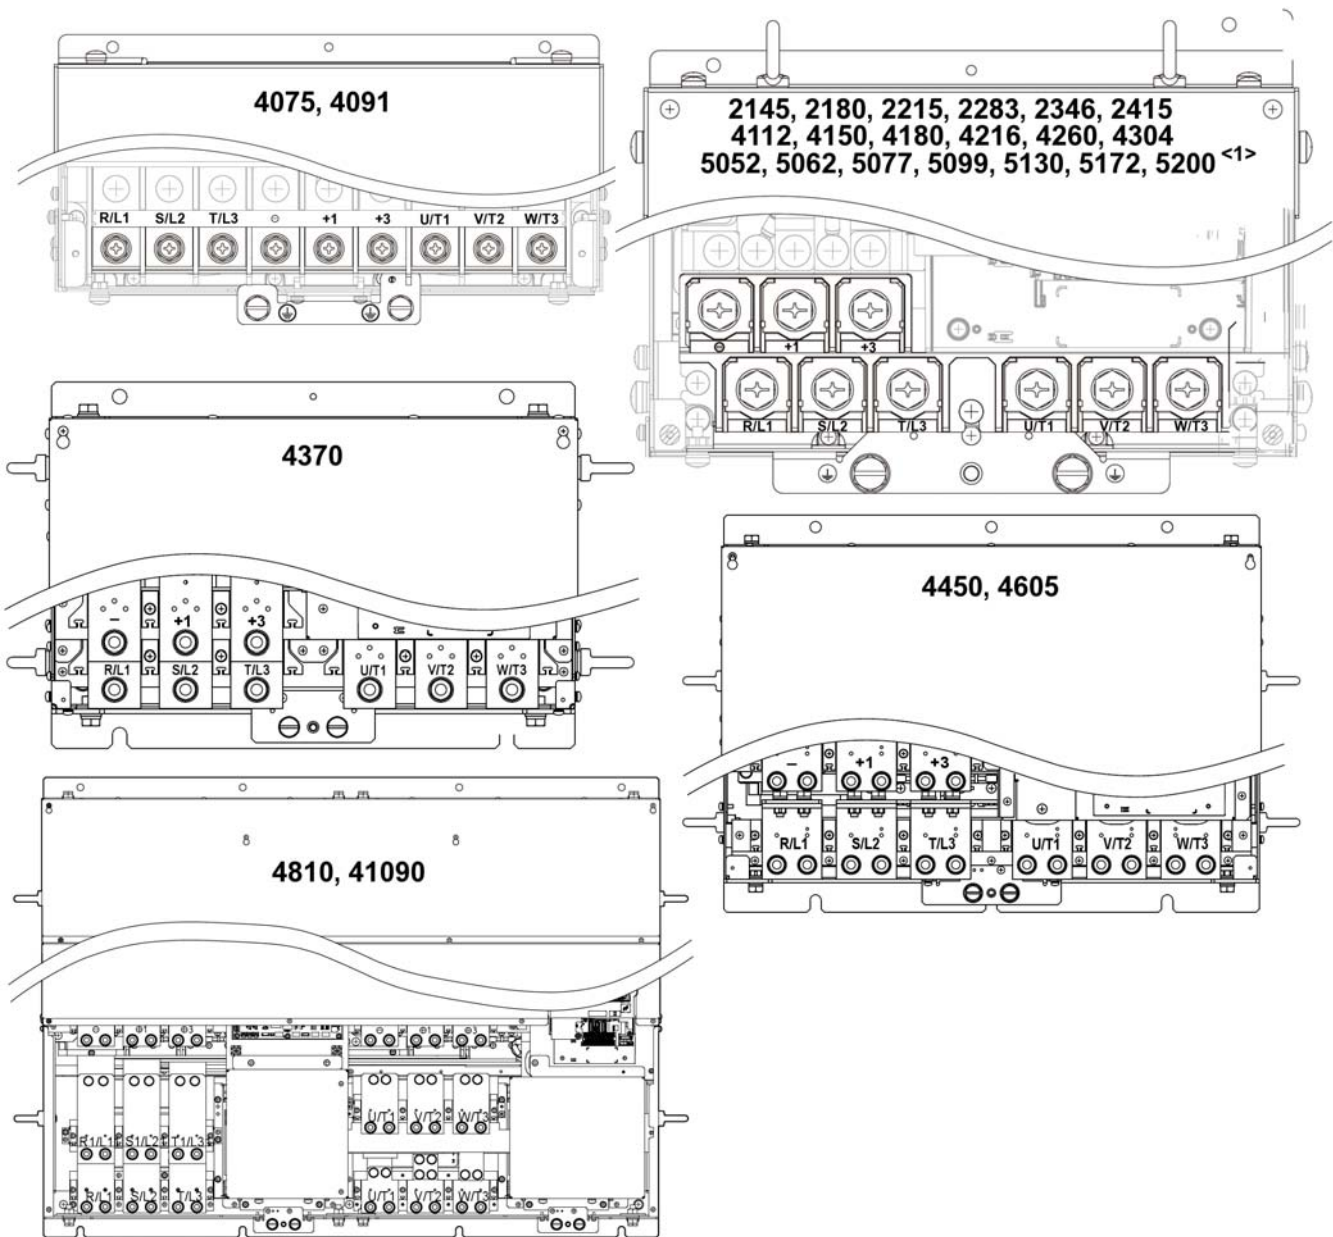 4075, 4091
R/L1 S/L2 T/L3 ⊖ +1 +3 U/T1 V/T2 W/T3
2145, 2180, 2215, 2283, 2346, 2415
4112, 4150, 4180, 4216, 4260, 4304
5052, 5062, 5077, 5099, 5130, 5172, 5200 <1>
⊖ +1 +3
R/L1 S/L2 T/L3 U/T1 V/T2 W/T3
4370
− +1 +3
R/L1 S/L2 T/L3 U/T1 V/T2 W/T3
4450, 4605
− +1 +3
R/L1 S/L2 T/L3 U/T1 V/T2 W/T3
4810, 41090
U/T1 V/T2 W/T3
R1/L1 S1/L2 T1/L3
R/L1 S/L2 T/L3 U/T1 V/T2 W/T3